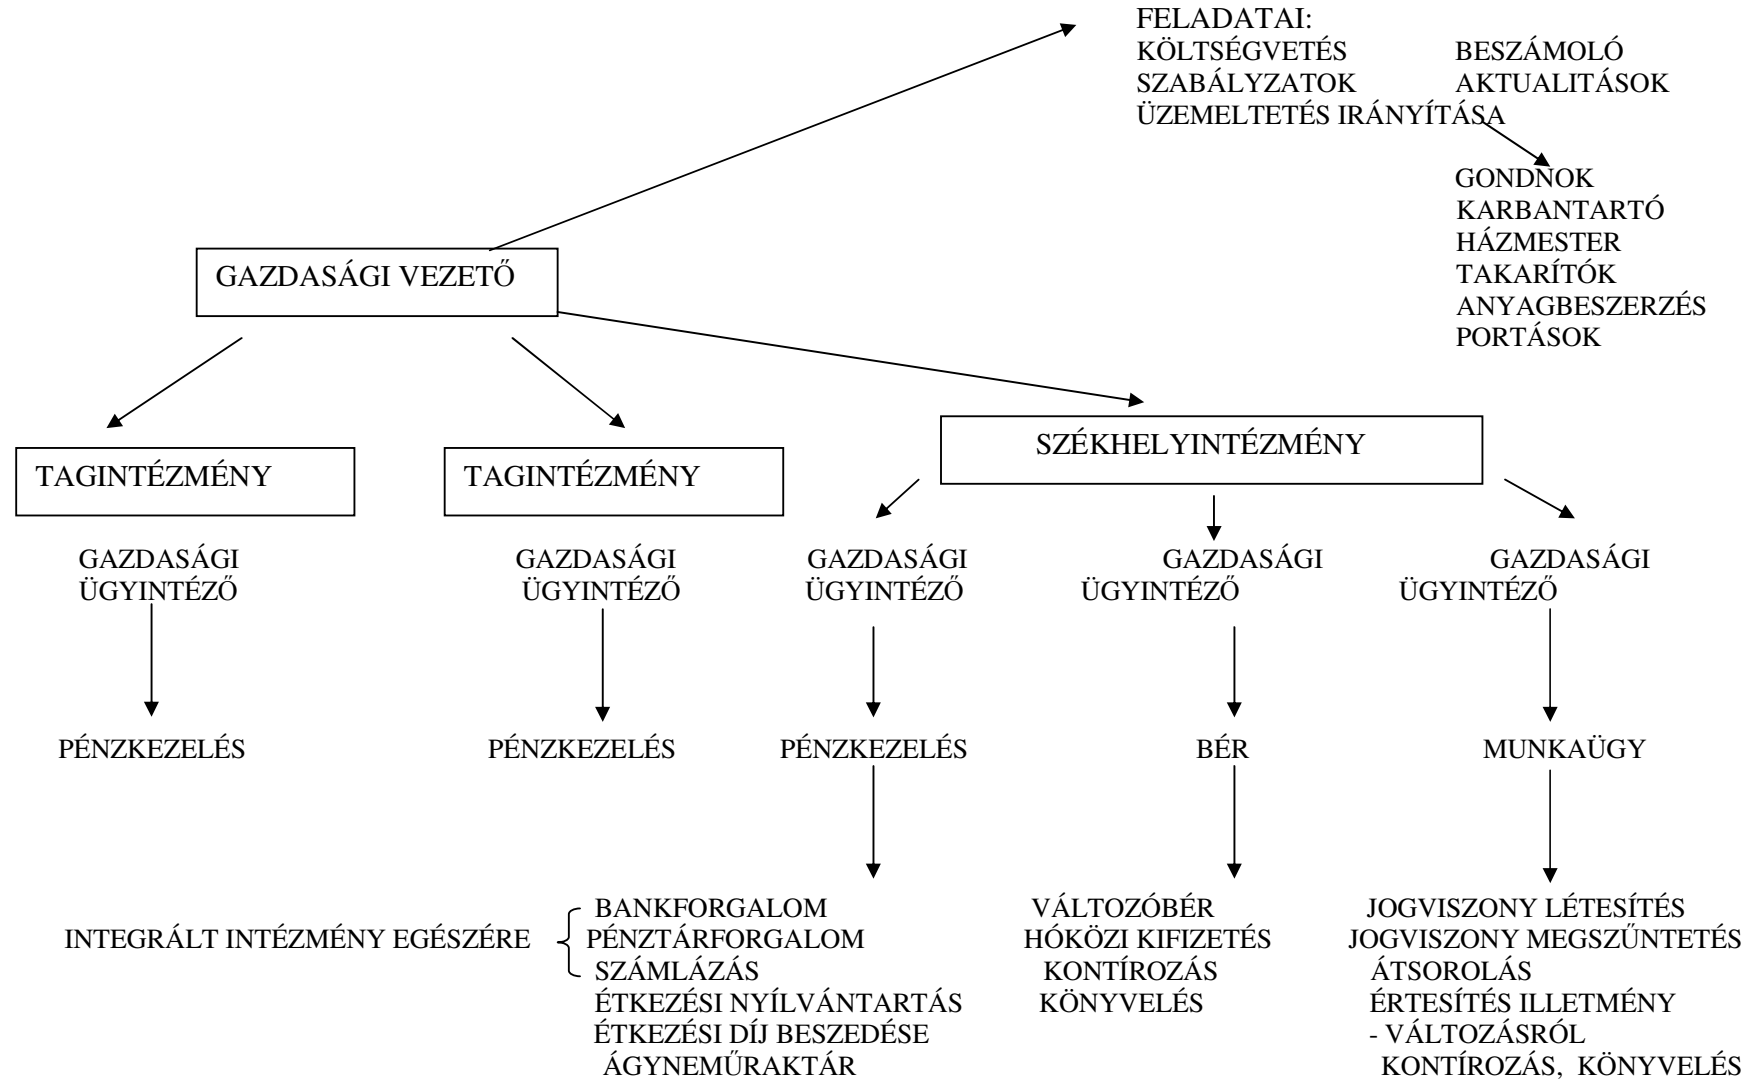 FELADATAI:
KÖLTSÉGVETÉS BESZÁMOLÓ
SZABÁLYZATOK AKTUALITÁSOK
ÜZEMELTETÉS IRÁNYÍTÁSA
GONDNOK
KARBANTARTÓ
HÁZMESTER
TAKARÍTÓK
ANYAGBESZERZÉS
PORTÁSOK
GAZDASÁGI VEZETŐ
TAGINTÉZMÉNY
TAGINTÉZMÉNY
SZÉKHELYINTÉZMÉNY
GAZDASÁGI
ÜGYINTÉZŐ
GAZDASÁGI
ÜGYINTÉZŐ
GAZDASÁGI
ÜGYINTÉZŐ
GAZDASÁGI
ÜGYINTÉZŐ
GAZDASÁGI
ÜGYINTÉZŐ
PÉNZKEZELÉS
PÉNZKEZELÉS
PÉNZKEZELÉS
BÉR
MUNKAÜGY
INTEGRÁLT INTÉZMÉNY EGÉSZÉRE
BANKFORGALOM
PÉNZTÁRFORGALOM
SZÁMLÁZÁS
ÉTKEZÉSI NYÍLVÁNTARTÁS
ÉTKEZÉSI DÍJ BESZEDÉSE
ÁGYNEMŰRAKTÁR
VÁLTOZÓBÉR
HÓKÖZI KIFIZETÉS
KONTÍROZÁS
KÖNYVELÉS
JOGVISZONY LÉTESÍTÉS
JOGVISZONY MEGSZŰNTETÉS
ÁTSOROLÁS
ÉRTESÍTÉS ILLETMÉNY
- VÁLTOZÁSRÓL
KONTÍROZÁS, KÖNYVELÉS